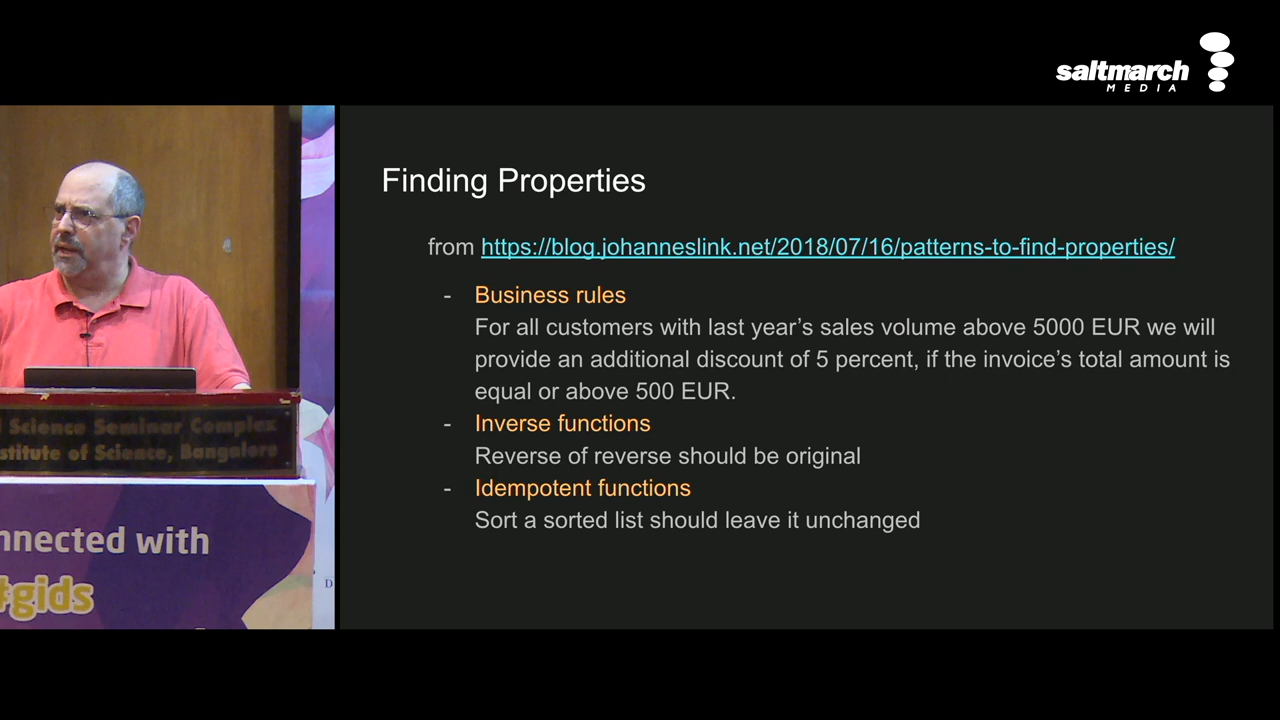 saltmarch
MEDIA
Finding Properties
from https://blog.johanneslink.net/2018/07/16/patterns-to-find-properties/
- Business rules
For all customers with last year’s sales volume above 5000 EUR we will
provide an additional discount of 5 percent, if the invoice’s total amount is
equal or above 500 EUR.
- Inverse functions
Reverse of reverse should be original
- Idempotent functions
Sort a sorted list should leave it unchanged
Science Seminar Complex
stitute of Science, Bangalore
nnected with
#gids
D